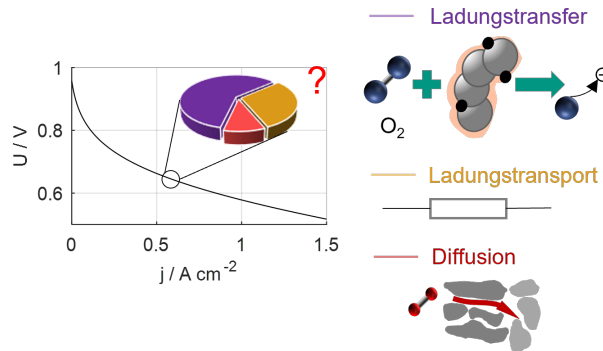 Ladungstransfer
?
O₂
⊖
Ladungstransport
Diffusion
U / V
1
0.8
0.6
0
0.5
1
1.5
j / A cm⁻²